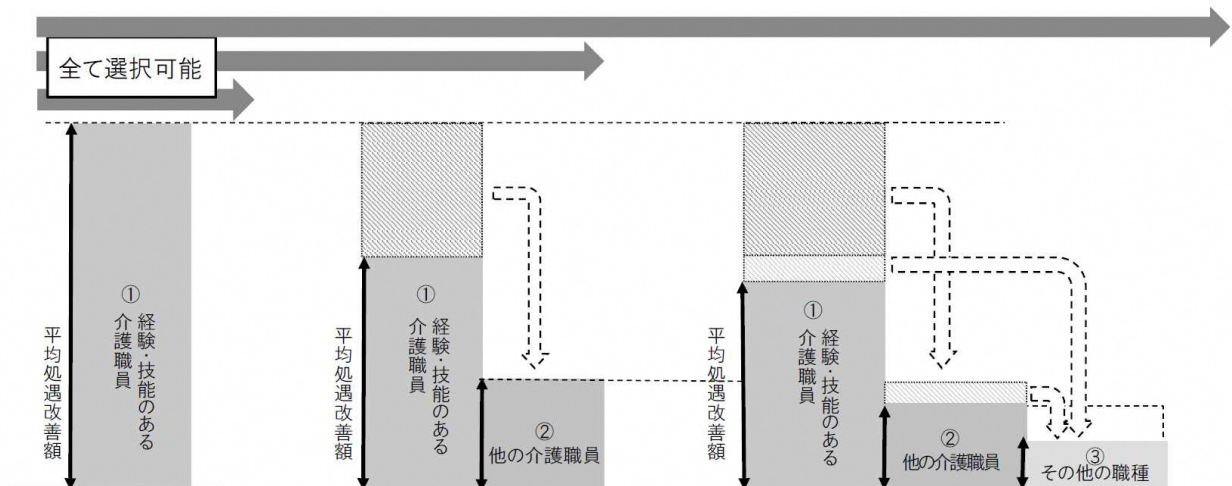 全て選択可能
平均処遇改善額
①
経験・技能のある
介護職員
平均処遇改善額
①
経験・技能のある
介護職員
②
他の介護職員
平均処遇改善額
①
経験・技能のある
介護職員
②
他の介護職員
③
その他の職種